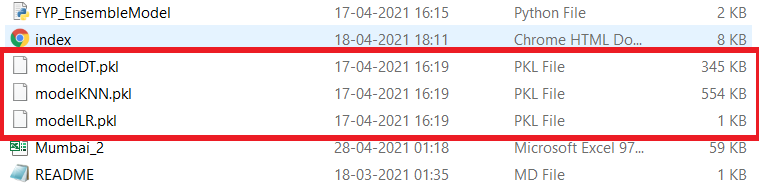 FYP_EnsembleModel 17-04-2021 16:15 Python File 2 KB
index 18-04-2021 18:11 Chrome HTML Do... 8 KB
modelDT.pkl 17-04-2021 16:19 PKL File 345 KB
modelKNN.pkl 17-04-2021 16:19 PKL File 554 KB
modelLR.pkl 17-04-2021 16:19 PKL File 1 KB
Mumbai_2 28-04-2021 01:18 Microsoft Excel 97... 59 KB
README 18-03-2021 01:35 MD File 1 KB